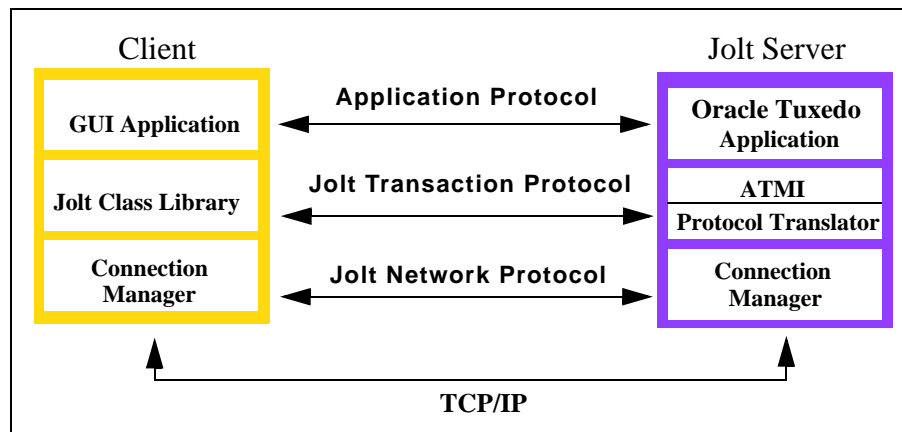 Client
Jolt Server
GUI Application
Application Protocol
Oracle Tuxedo
Application
Jolt Class Library
Jolt Transaction Protocol
ATMI
Protocol Translator
Connection
Manager
Jolt Network Protocol
Connection
Manager
TCP/IP